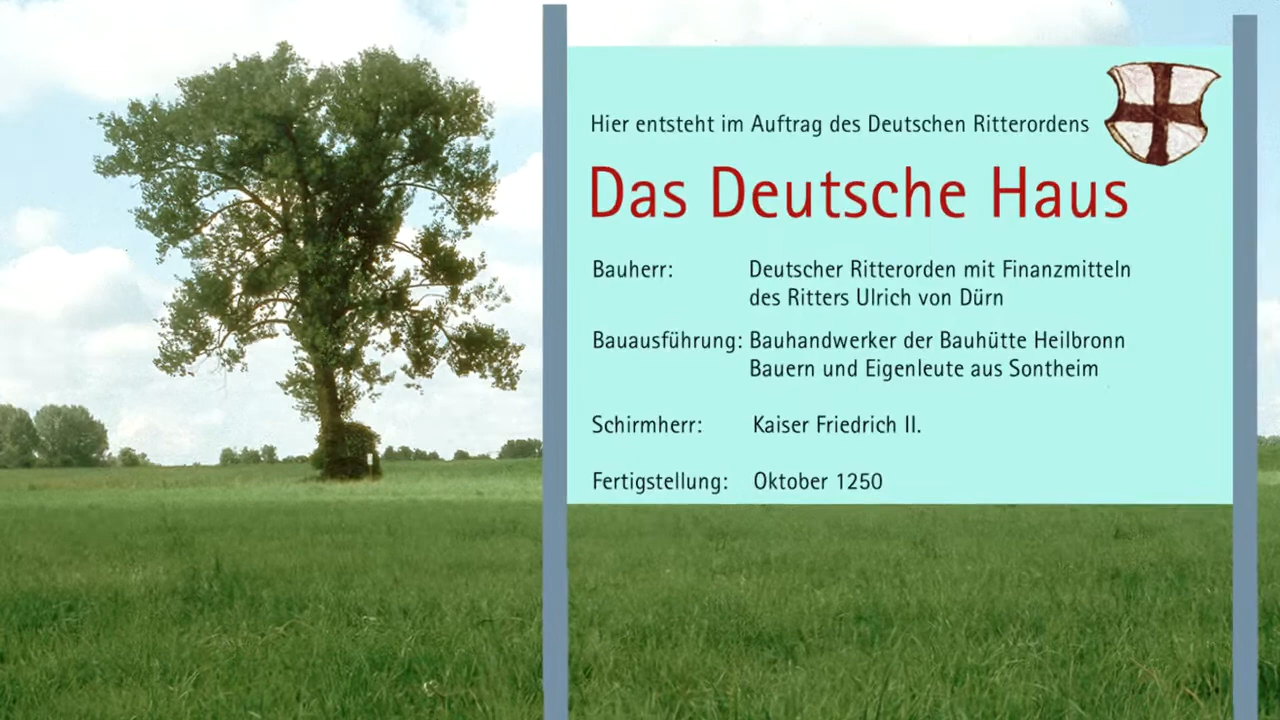 Hier entsteht im Auftrag des Deutschen Ritterordens
Das Deutsche Haus
Bauherr: Deutscher Ritterorden mit Finanzmitteln
des Ritters Ulrich von Dürn
Bauausführung: Bauhandwerker der Bauhütte Heilbronn
Bauern und Eigenleute aus Sontheim
Schirmherr: Kaiser Friedrich II.
Fertigstellung: Oktober 1250